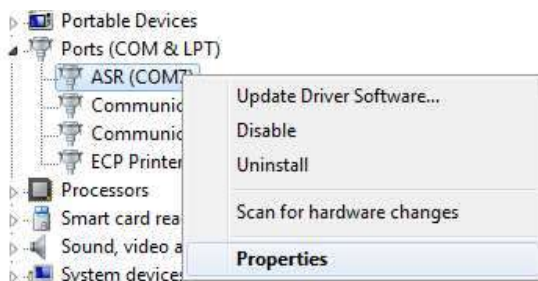 Portable Devices
Ports (COM & LPT)
ASR (COM7)
Communic
Communic
ECP Printer
Processors
Smart card rea
Sound, video a
System devices
Update Driver Software...
Disable
Uninstall
Scan for hardware changes
Properties